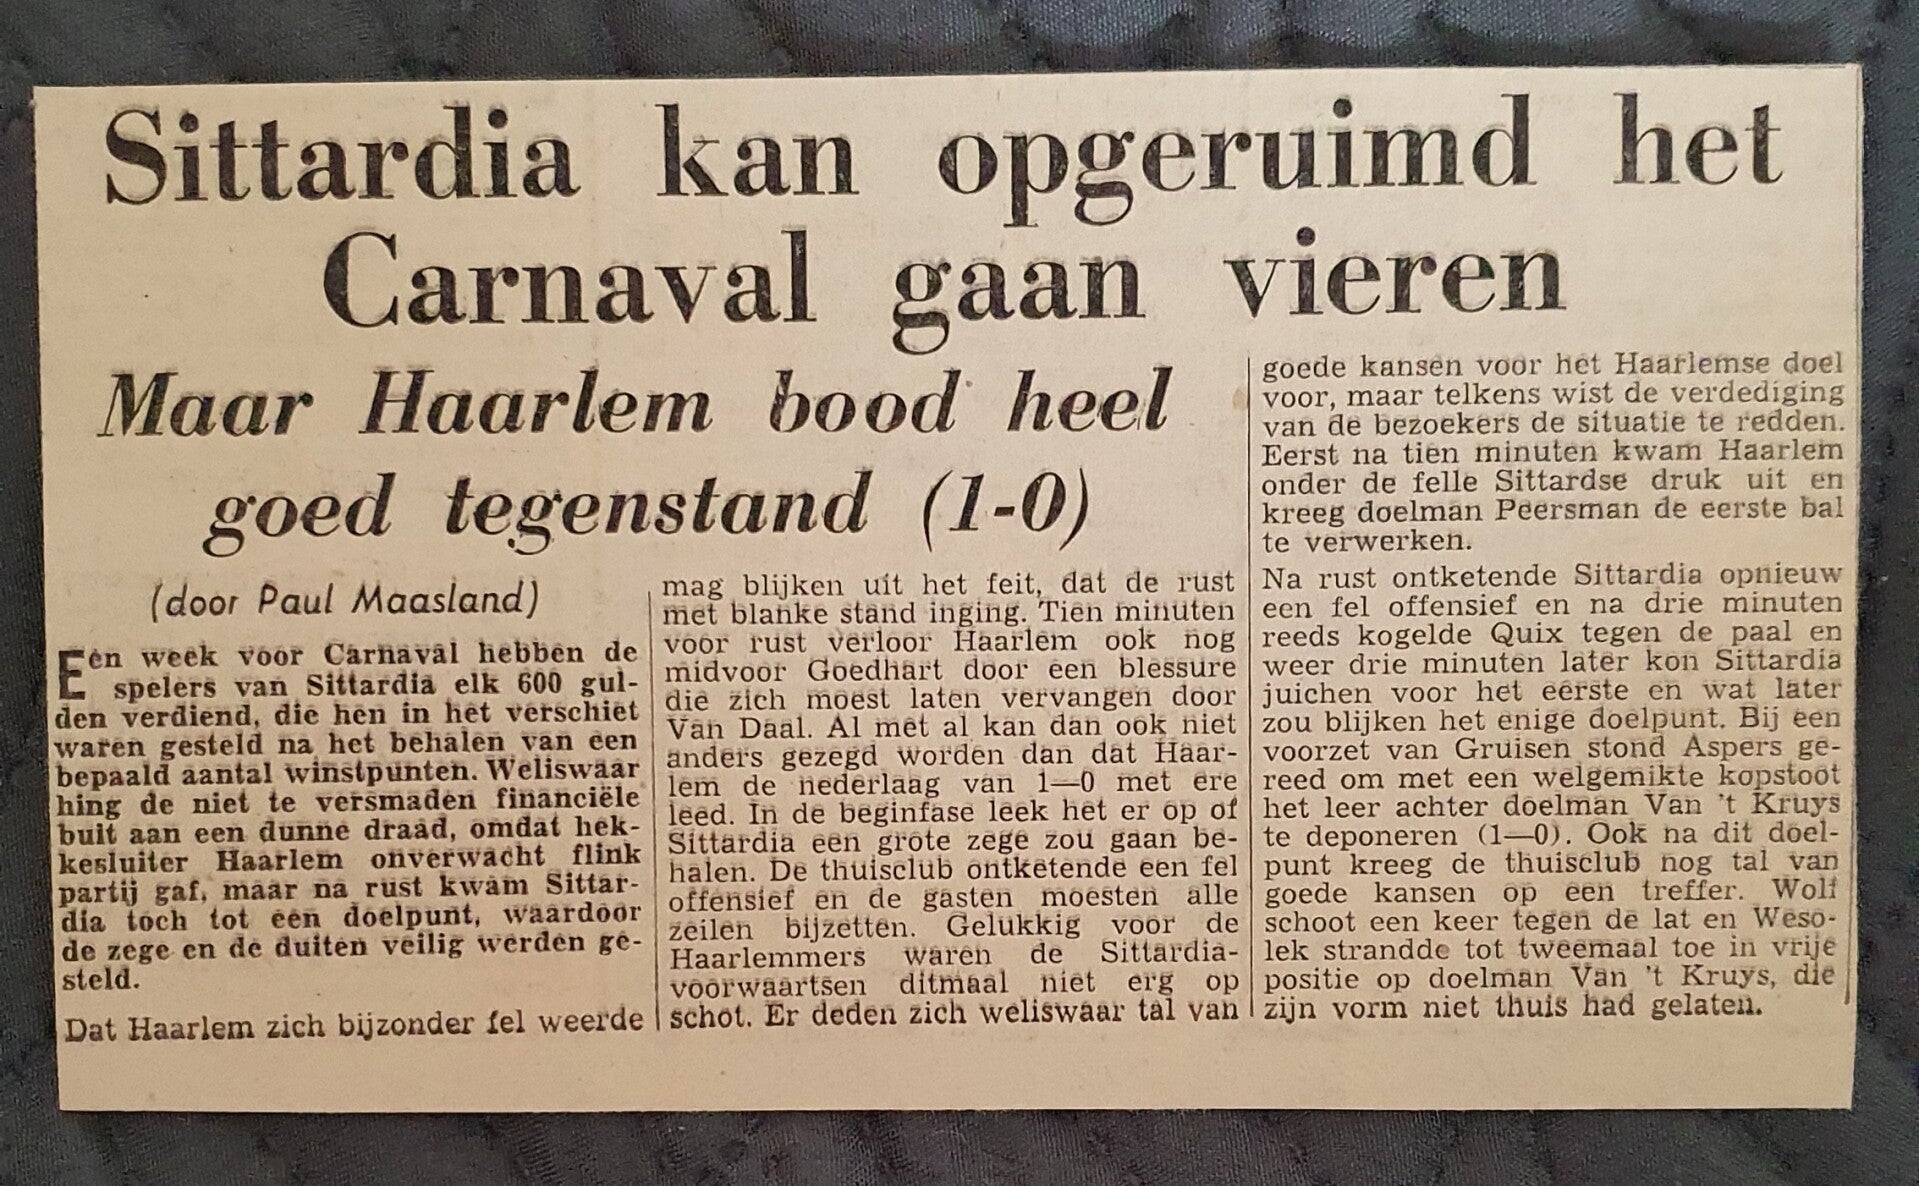 Sittardia kan opgeruimd het
Carnaval gaan vieren
Maar Haarlem bood heel
goed tegenstand (1-0)
(door Paul Maasland)
Eén week voor Carnaval hebben de
spelers van Sittardia elk 600 gul-
den verdiend, die hen in het verschiet
waren gesteld na het behalen van een
bepaald aantal winstpunten. Weliswaar
hing de niet te versmaden financiële
buit aan een dunne draad, omdat hek-
kesluiter Haarlem onverwacht flink
partij gaf, maar na rust kwam Sittar-
dia toch tot een doelpunt, waardoor
de zege en de duiten veilig werden ge-
steld.
Dat Haarlem zich bijzonder fel weerde
mag blijken uit het feit, dat de rust
met blanke stand inging. Tien minuten
voor rust verloor Haarlem ook nog
midvoor Goedhart door een blessure
die zich moest laten vervangen door
Van Daal. Al met al kan dan ook niet
anders gezegd worden dan dat Haar-
lem de nederlaag van 1—0 met ere
leed. In de beginfase leek het er op of
Sittardia een grote zege zou gaan be-
halen. De thuisclub ontketende een fel
offensief en de gasten moesten alle
zeilen bijzetten. Gelukkig voor de
Haarlemmers waren de Sittardia-
voorwaartsen ditmaal niet erg op
schot. Er deden zich weliswaar tal van
goede kansen voor het Haarlemse doel
voor, maar telkens wist de verdediging
van de bezoekers de situatie te redden.
Eerst na tien minuten kwam Haarlem
onder de felle Sittardse druk uit en
kreeg doelman Peersman de eerste bal
te verwerken.
Na rust ontketende Sittardia opnieuw
een fel offensief en na drie minuten
reeds kogelde Quix tegen de paal en
weer drie minuten later kon Sittardia
juichen voor het eerste en wat later
zou blijken het enige doelpunt. Bij een
voorzet van Gruisen stond Aspers ge-
reed om met een welgemikte kopstoot
het leer achter doelman Van 't Kruys
te deponeren (1—0). Ook na dit doel-
punt kreeg de thuisclub nog tal van
goede kansen op een treffer. Wolf
schoot een keer tegen de lat en Weso-
lek strandde tot tweemaal toe in vrije
positie op doelman Van 't Kruys, die
zijn vorm niet thuis had gelaten.